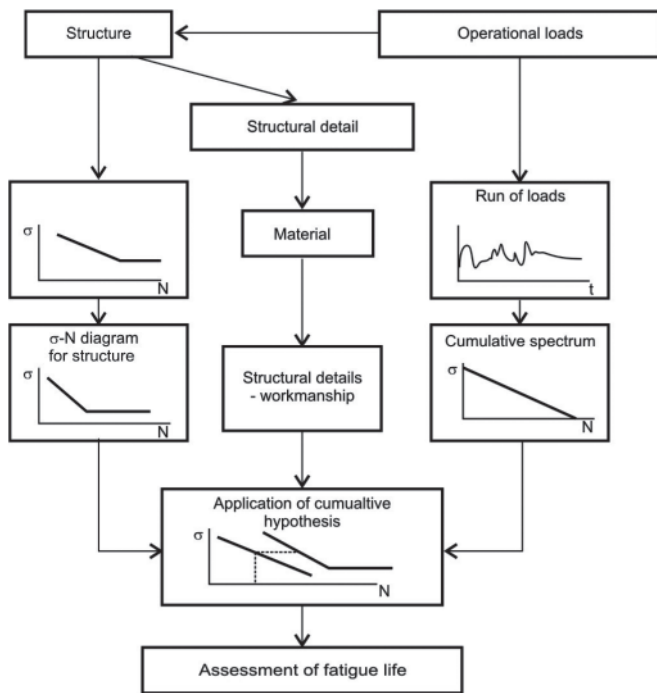 Structure
Operational loads
Structural detail
σ
N
Material
Run of loads
t
σ-N diagram
for structure
σ
N
Structural details
- workmanship
Cumulative spectrum
σ
N
Application of cumualtive
hypothesis
σ
N
Assessment of fatigue life